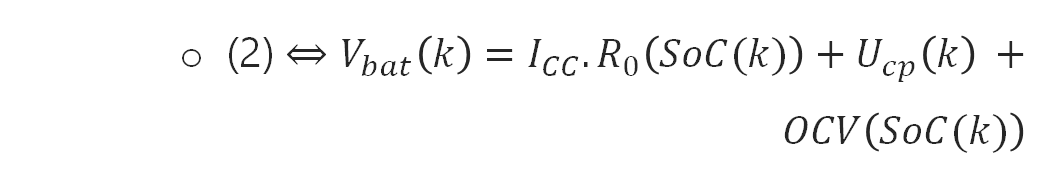 ○ (2) ⇔ V_bat(k) = I_CC.R_0(SoC(k)) + U_cp(k) +
OCV(SoC(k))